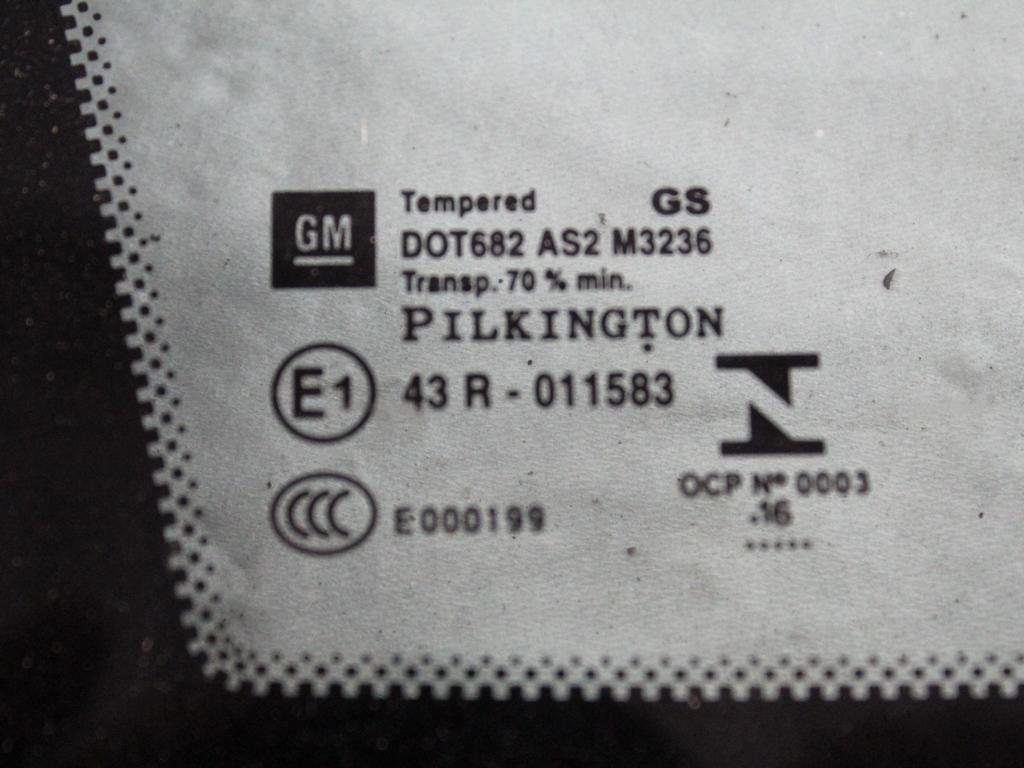 GM
Tempered GS
DOT682 AS2 M3236
Transp. 70 % min.
PILKINGTON
E1 43 R - 011583
CCC E000199
OCP Nº 0003
.16